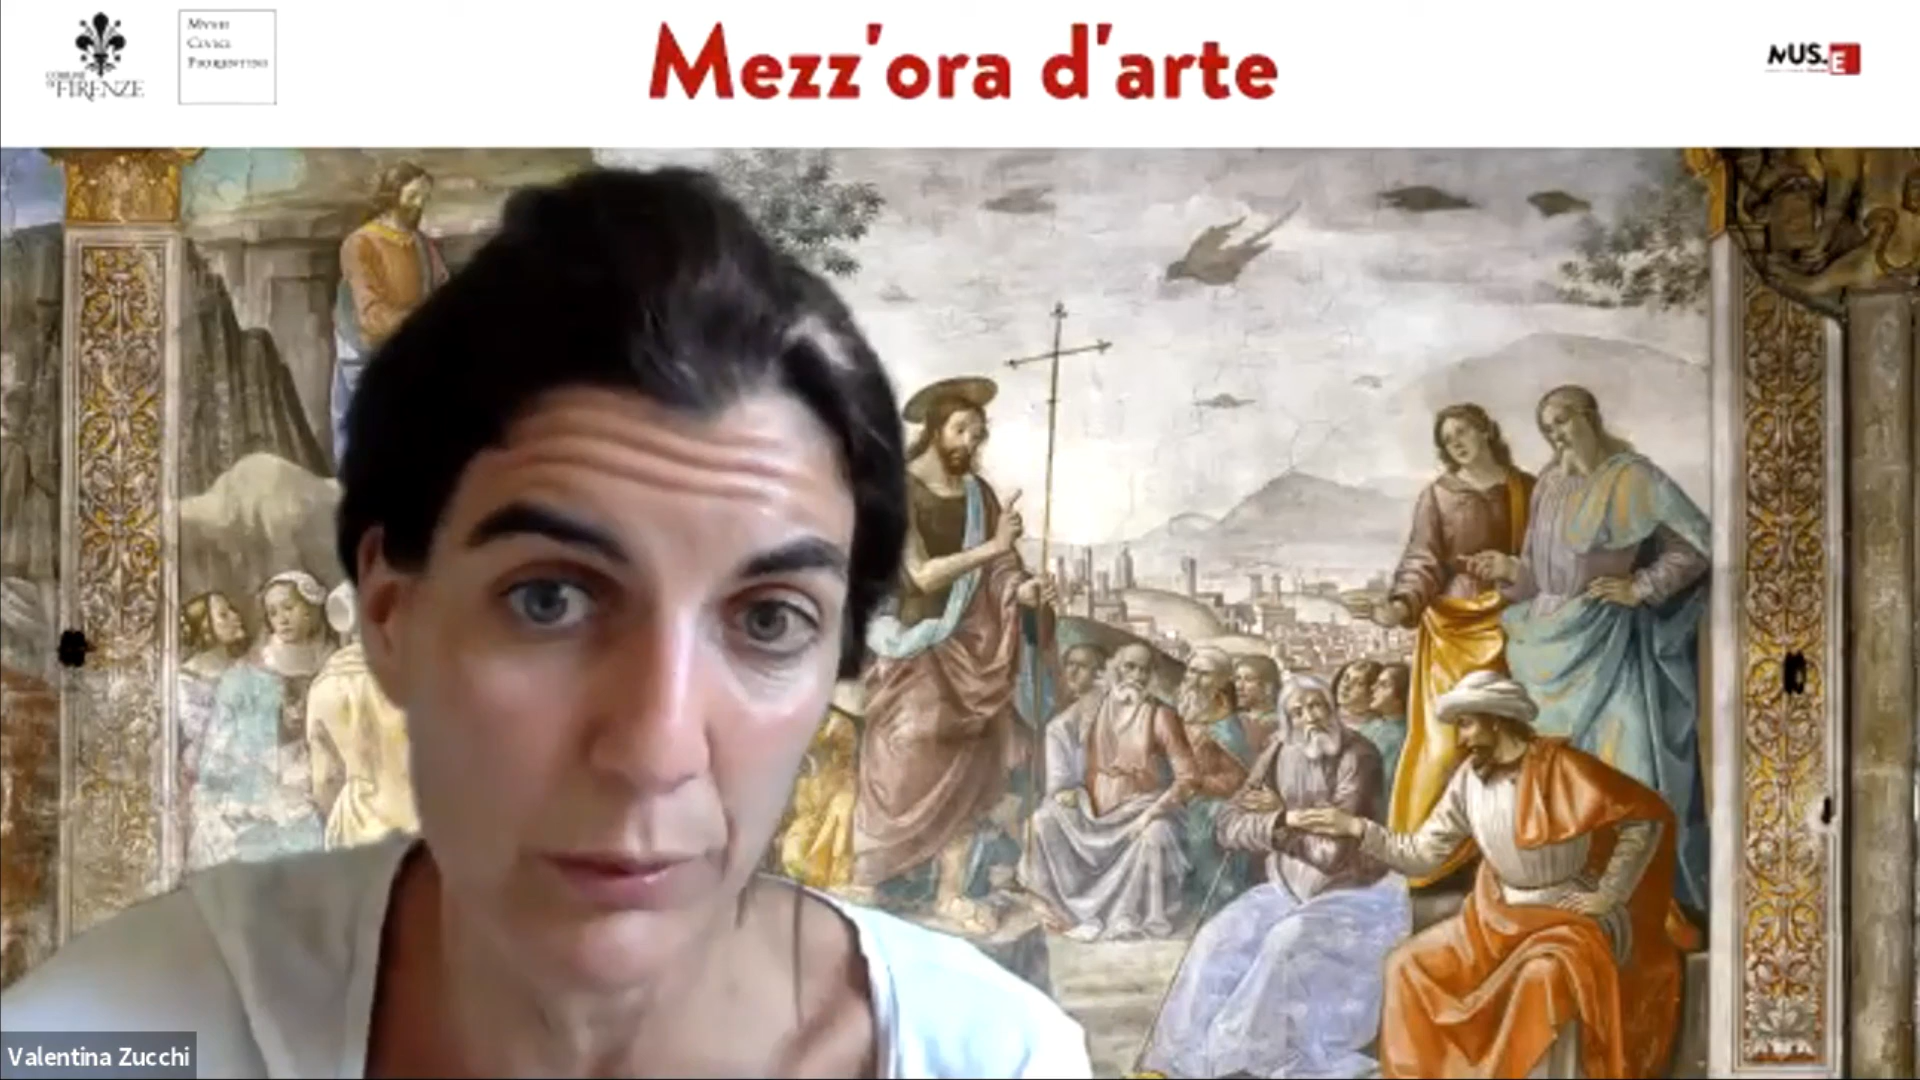 COMUNE
DI FIRENZE
MUSEI
CIVICI
FIORENTINI
Mezz'ora d'arte
MUS.E
Valentina Zucchi